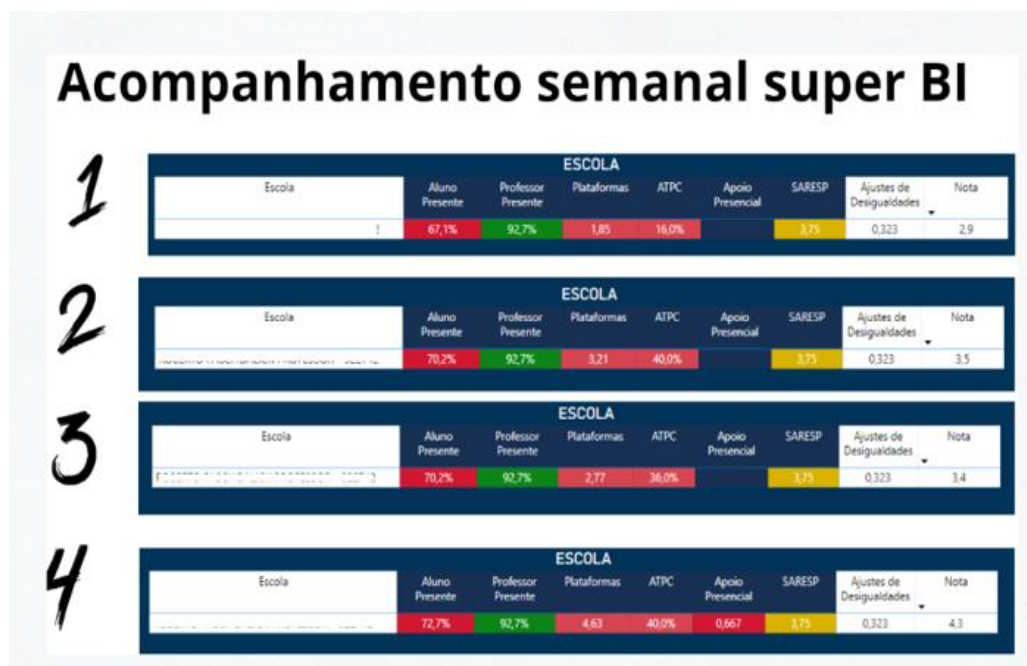 Acompanhamento semanal super BI
1
ESCOLA
Escola Aluno Presente Professor Presente Plataformas ATPC Apoio Presencial SARESP Ajustes de Desigualdades Nota
67,1% 92,7% 1,85 16,0% 3,75 0,323 2,9
2
ESCOLA
Escola Aluno Presente Professor Presente Plataformas ATPC Apoio Presencial SARESP Ajustes de Desigualdades Nota
70,2% 92,7% 3,21 40,0% 3,75 0,323 3,5
3
ESCOLA
Escola Aluno Presente Professor Presente Plataformas ATPC Apoio Presencial SARESP Ajustes de Desigualdades Nota
70,2% 92,7% 2,77 36,0% 3,75 0,323 3,4
4
ESCOLA
Escola Aluno Presente Professor Presente Plataformas ATPC Apoio Presencial SARESP Ajustes de Desigualdades Nota
72,7% 92,7% 4,63 40,0% 0,667 3,75 0,323 4,3